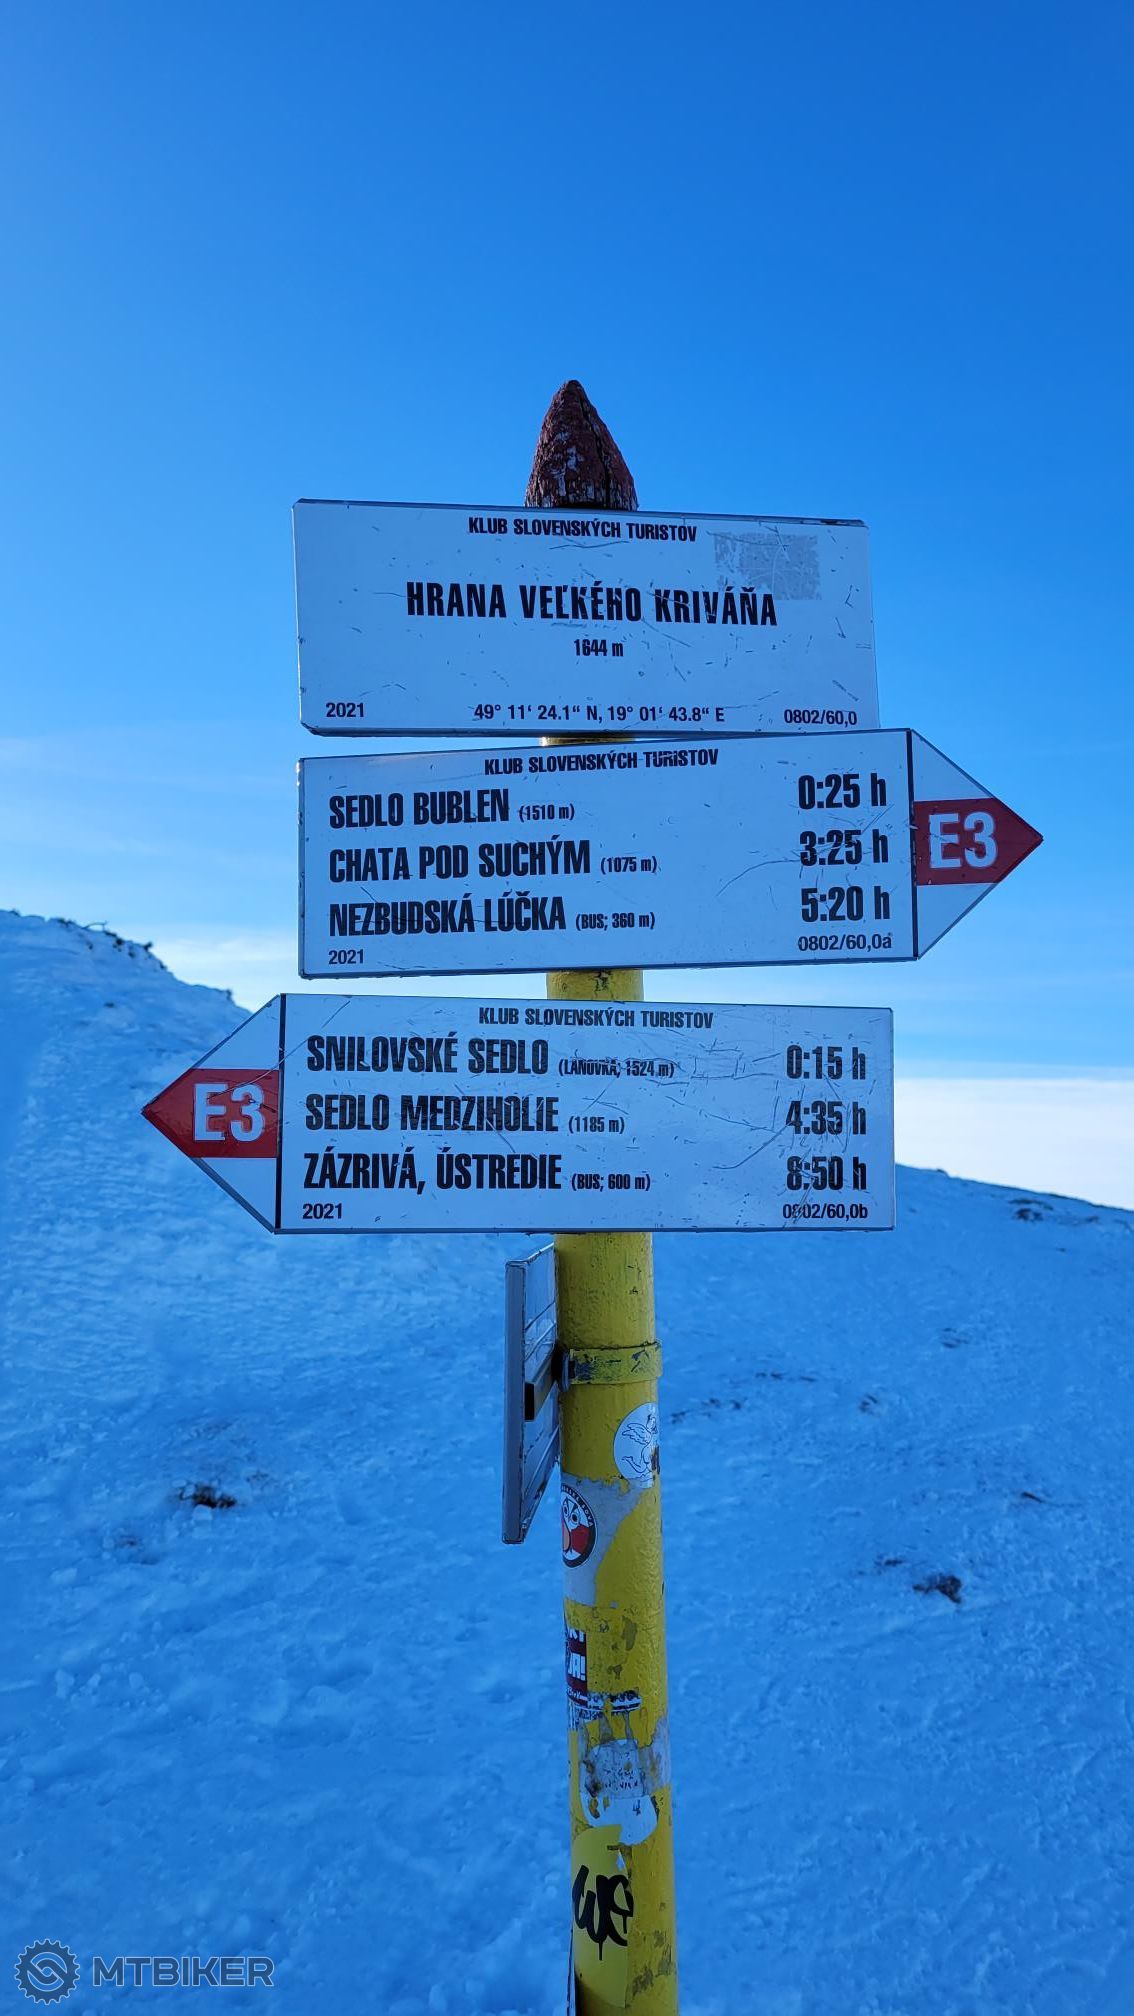 KLUB SLOVENSKÝCH TURISTOV
HRANA VEĽKÉHO KRIVÁŇA
1644 m
2021 49° 11‘ 24.1“ N, 19° 01‘ 43.8“ E 0802/60,0
KLUB SLOVENSKÝCH TURISTOV
SEDLO BUBLEN (1510 m) 0:25 h
CHATA POD SUCHÝM (1075 m) 3:25 h
NEZBUDSKÁ LÚČKA (BUS; 360 m) 5:20 h
2021 0802/60,0a
E3
KLUB SLOVENSKÝCH TURISTOV
SNILOVSKÉ SEDLO (LANOVKA; 1524 m) 0:15 h
SEDLO MEDZIHOLIE (1185 m) 4:35 h
ZÁZRIVÁ, ÚSTREDIE (BUS; 600 m) 8:50 h
2021 0802/60,0b
E3
MTBIKER